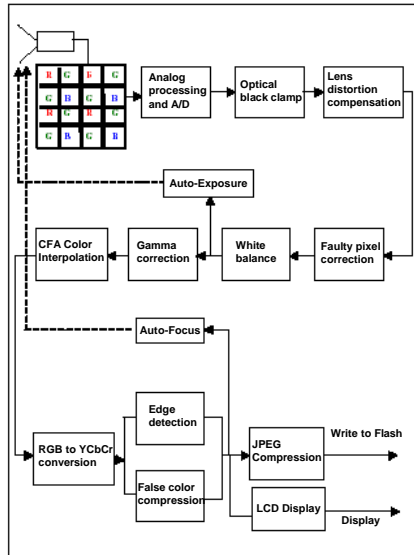 R G R G
G B G B
R G R G
G B G B
Analog
processing
and A/D
Optical
black clamp
Lens
distortion
compensation
Auto-Exposure
CFA Color
Interpolation
Gamma
correction
White
balance
Faulty pixel
correction
Auto-Focus
RGB to YCbCr
conversion
Edge
detection
False color
compression
JPEG
Compression
Write to Flash
LCD Display
Display